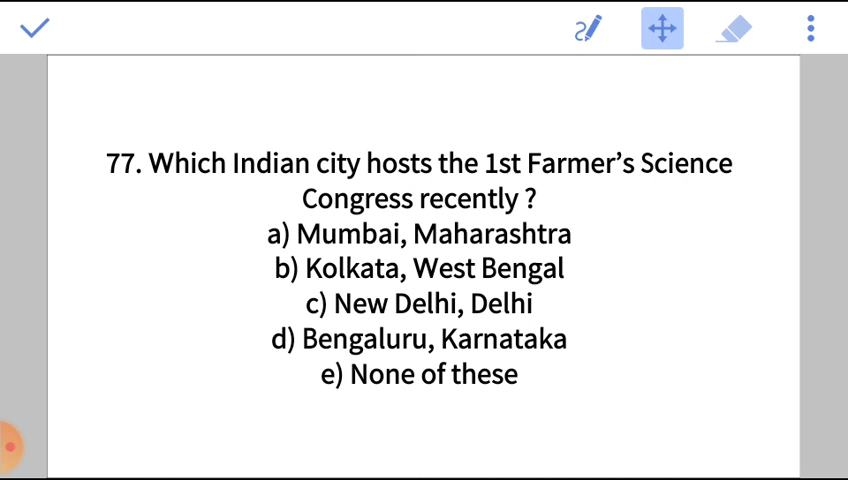 77. Which Indian city hosts the 1st Farmer’s Science
Congress recently ?
a) Mumbai, Maharashtra
b) Kolkata, West Bengal
c) New Delhi, Delhi
d) Bengaluru, Karnataka
e) None of these